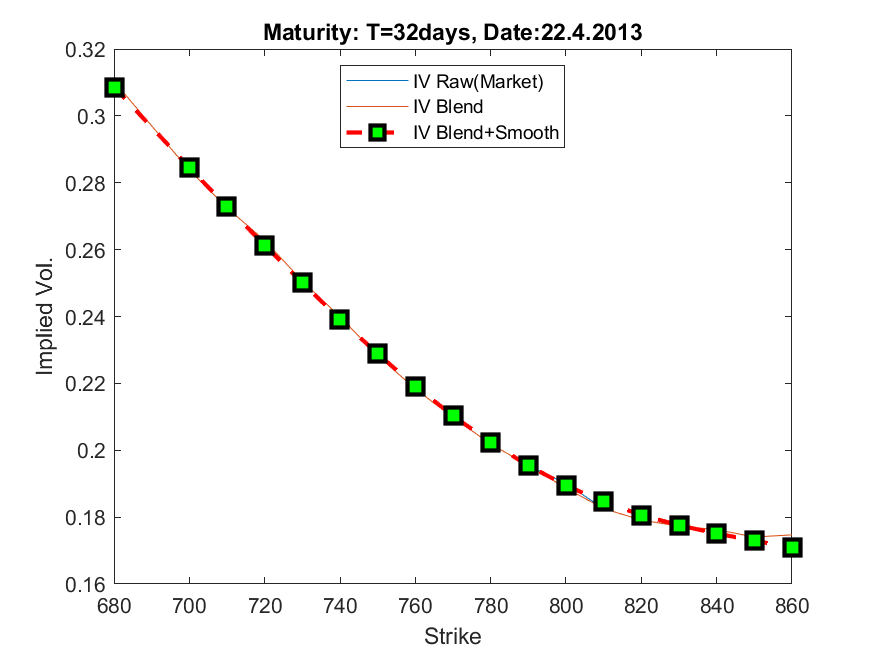 Maturity: T=32days, Date:22.4.2013
0.32
IV Raw(Market)
IV Blend
IV Blend+Smooth
0.3
0.28
0.26
0.24
0.22
0.2
0.18
0.16
Implied Vol.
680 700 720 740 760 780 800 820 840 860
Strike